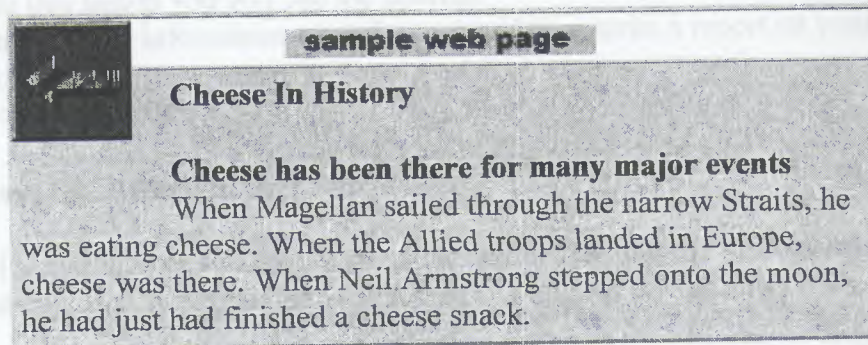 sample web page
Cheese In History
Cheese has been there for many major events
When Magellan sailed through the narrow Straits, he
was eating cheese. When the Allied troops landed in Europe,
cheese was there. When Neil Armstrong stepped onto the moon,
he had just had finished a cheese snack.